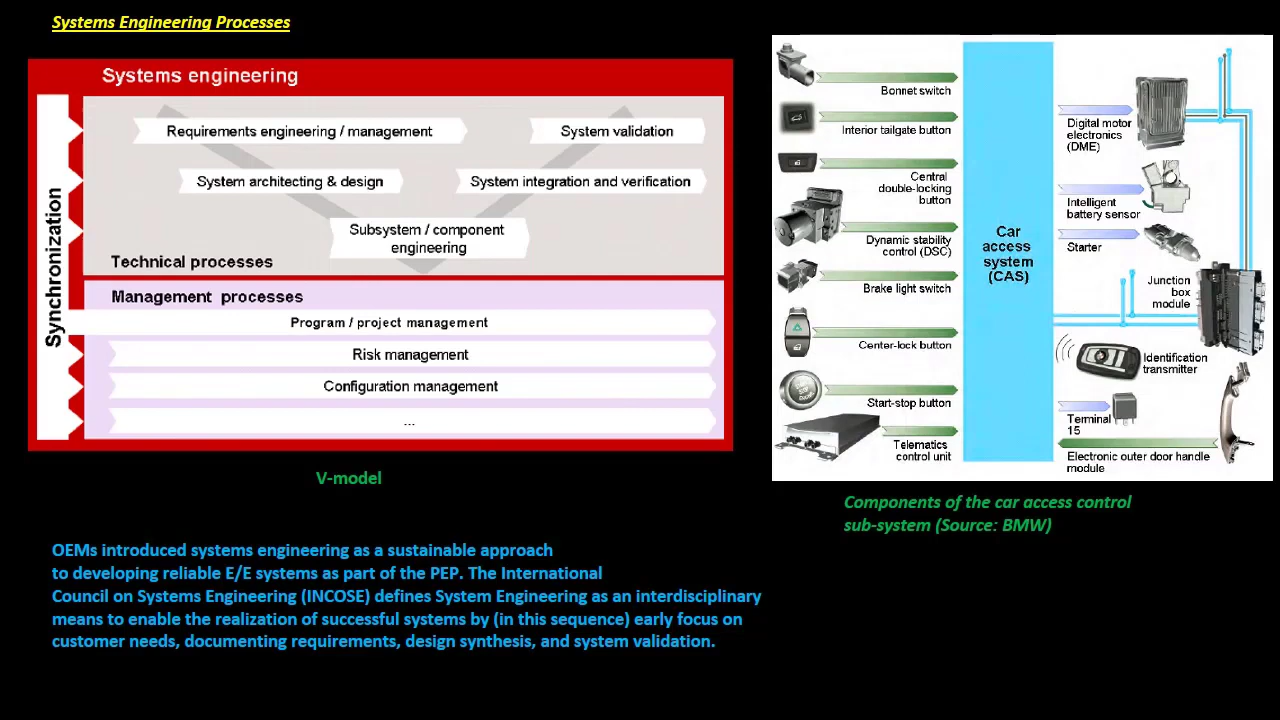 Systems Engineering Processes
Systems engineering
Synchronization
Requirements engineering / management
System validation
System architecting & design
System integration and verification
Subsystem / component
engineering
Technical processes
Management processes
Program / project management
Risk management
Configuration management
...
V-model
Bonnet switch
Interior tailgate button
Central
double-locking
button
Dynamic stability
control (DSC)
Brake light switch
Center-lock button
Start-stop button
Telematics
control unit
Car
access
system
(CAS)
Digital motor
electronics
(DME)
Intelligent
battery sensor
Starter
Junction
box
module
Identification
transmitter
Terminal
15
Electronic outer door handle
module
Components of the car access control
sub-system (Source: BMW)
OEMs introduced systems engineering as a sustainable approach
to developing reliable E/E systems as part of the PEP. The International
Council on Systems Engineering (INCOSE) defines System Engineering as an interdisciplinary
means to enable the realization of successful systems by (in this sequence) early focus on
customer needs, documenting requirements, design synthesis, and system validation.